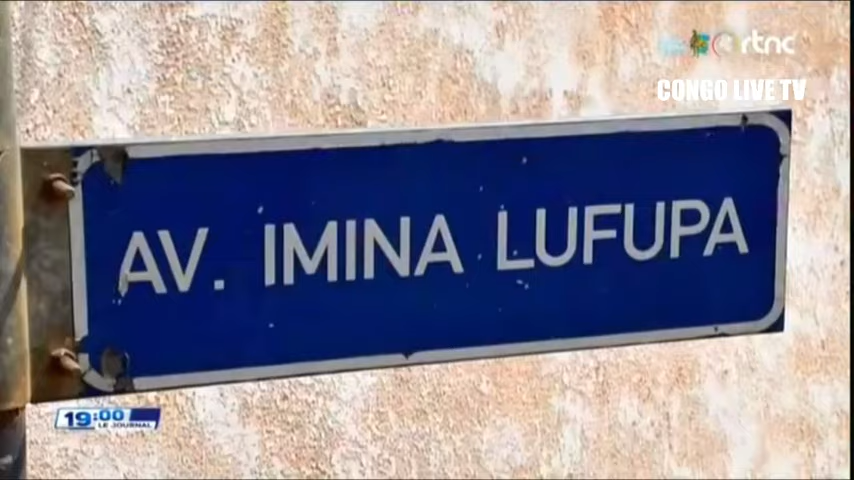 rtnc
CONGO LIVE TV
AV. IMINA LUFUPA
19:00
LE JOURNAL